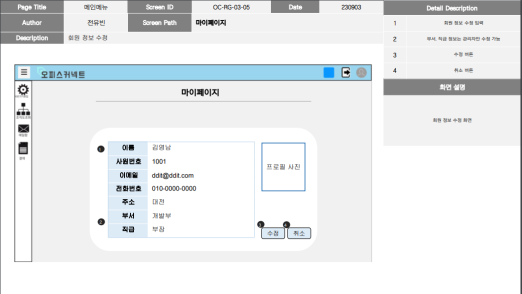 Page Title 메인메뉴 Screen ID OC-RG-03-05 Date 230903 Detail Description
Author 전유빈 Screen Path 마이페이지
Description 회원 정보 수정
1 회원 정보 수정 입력
2 부서, 직급 정보는 관리자만 수정 가능
3 수정 버튼
4 취소 버튼
화면 설명
회원 정보 수정 화면
오피스커넥트
마이페이지
이름 김명남
사원번호 1001
이메일 ddit@ddit.com
전화번호 010-0000-0000
주소 대전
부서 개발부
직급 부장
프로필 사진
수정 취소